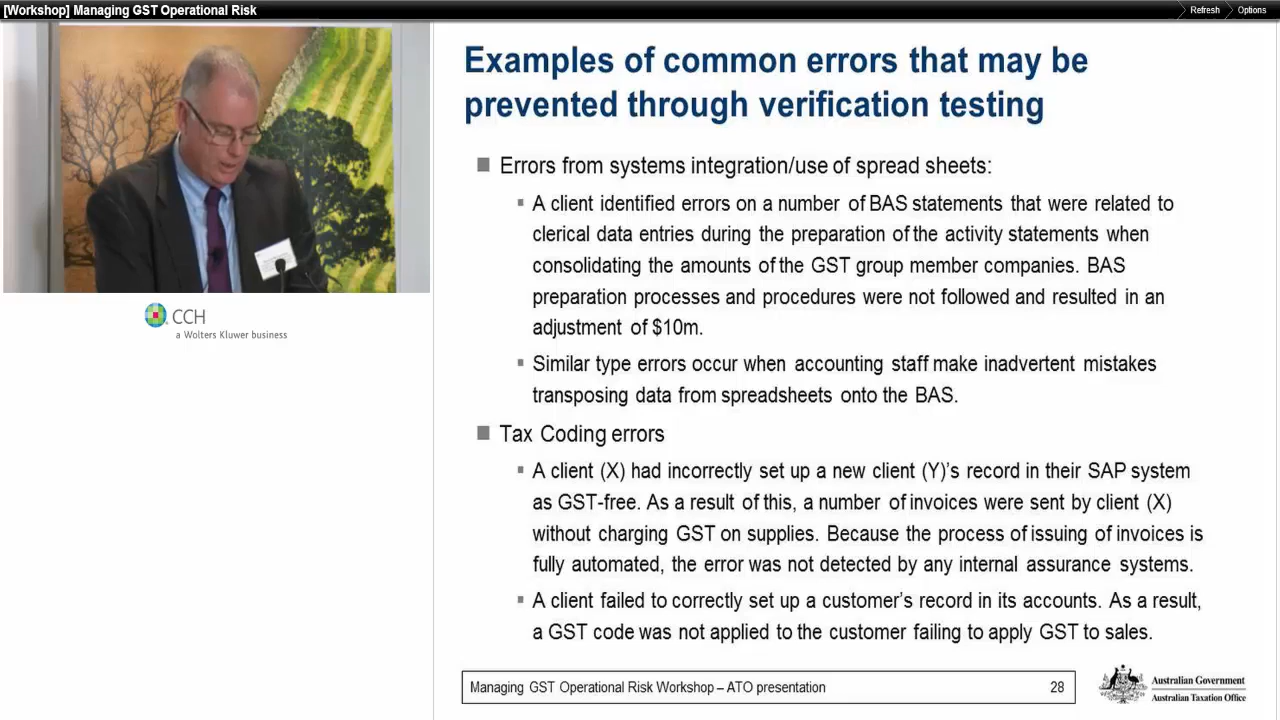 [Workshop] Managing GST Operational Risk
Refresh
Options
Examples of common errors that may be
prevented through verification testing
Errors from systems integration/use of spread sheets:
A client identified errors on a number of BAS statements that were related to
clerical data entries during the preparation of the activity statements when
consolidating the amounts of the GST group member companies. BAS
preparation processes and procedures were not followed and resulted in an
adjustment of $10m.
Similar type errors occur when accounting staff make inadvertent mistakes
transposing data from spreadsheets onto the BAS.
Tax Coding errors
A client (X) had incorrectly set up a new client (Y)'s record in their SAP system
as GST-free. As a result of this, a number of invoices were sent by client (X)
without charging GST on supplies. Because the process of issuing of invoices is
fully automated, the error was not detected by any internal assurance systems.
A client failed to correctly set up a customer's record in its accounts. As a result,
a GST code was not applied to the customer failing to apply GST to sales.
Managing GST Operational Risk Workshop – ATO presentation 28
Australian Government
Australian Taxation Office
CCH
a Wolters Kluwer business